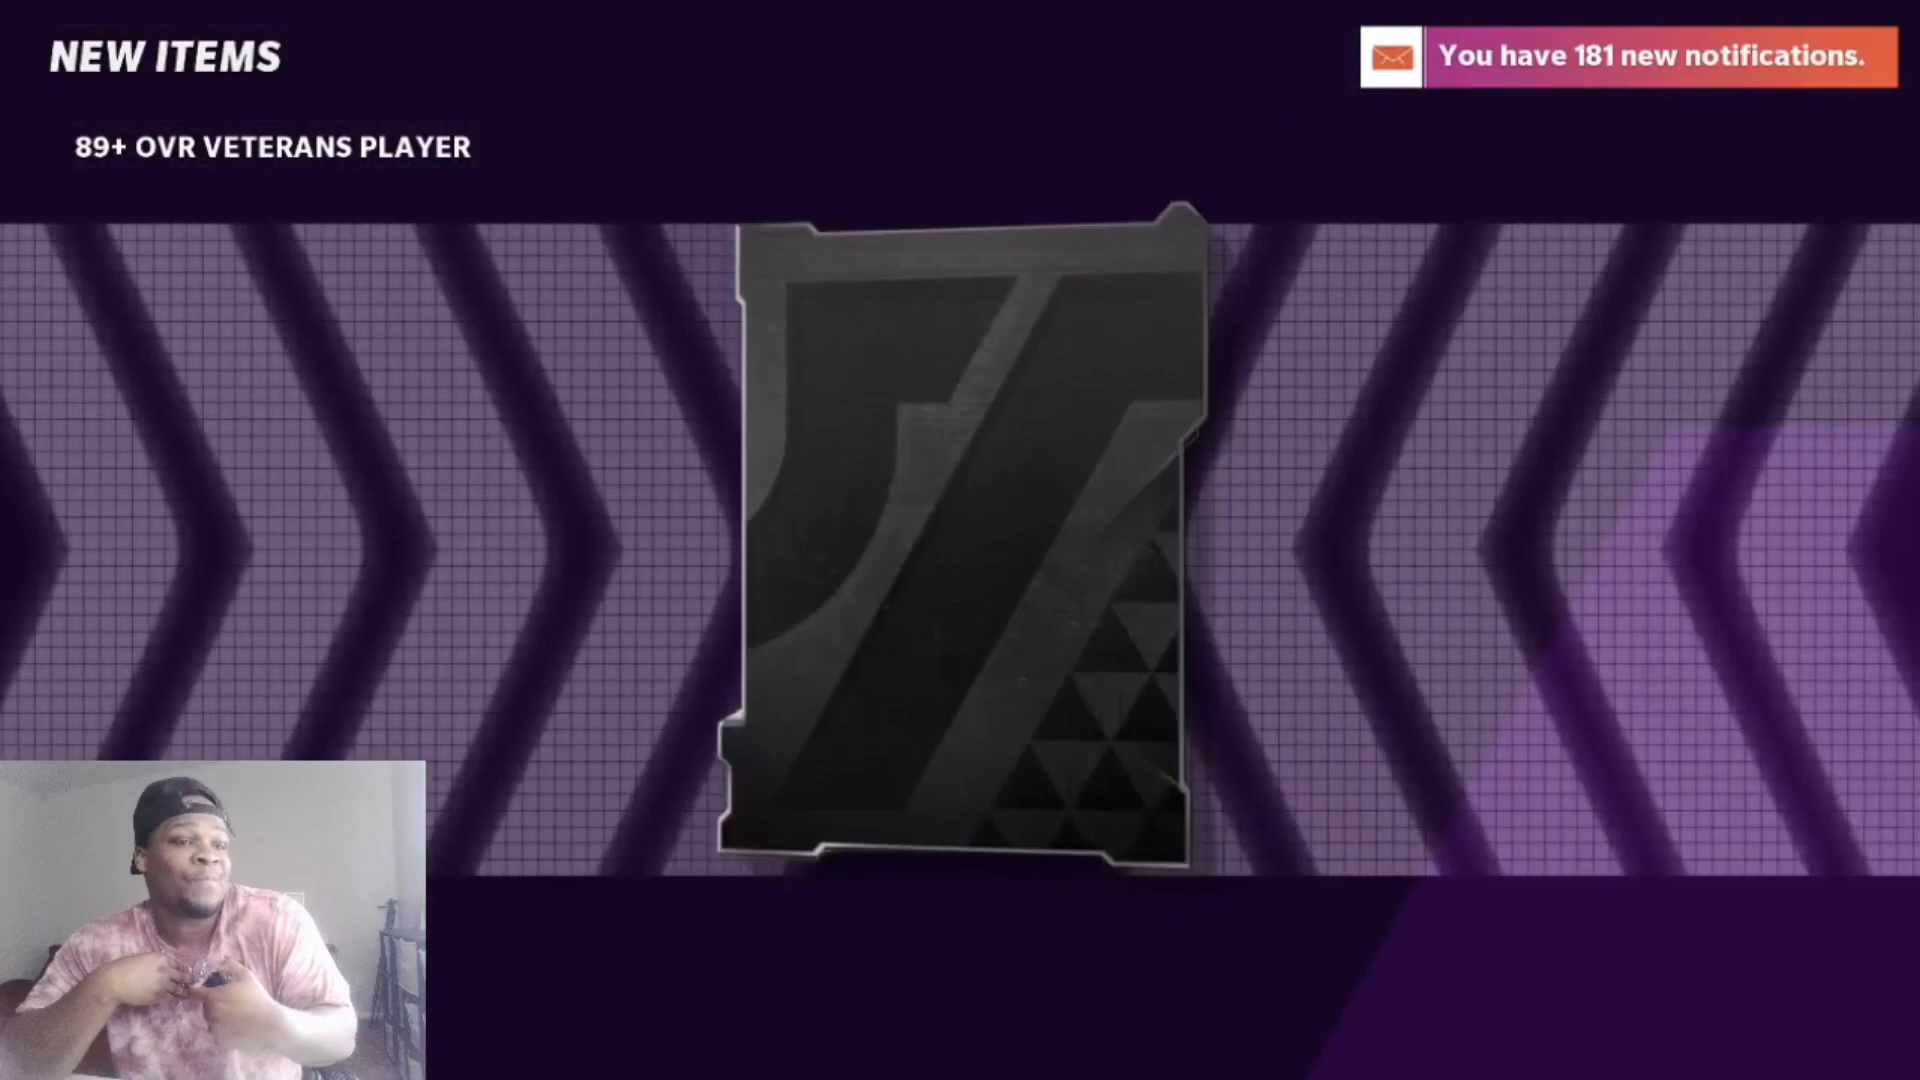 NEW ITEMS
You have 181 new notifications.
89+ OVR VETERANS PLAYER